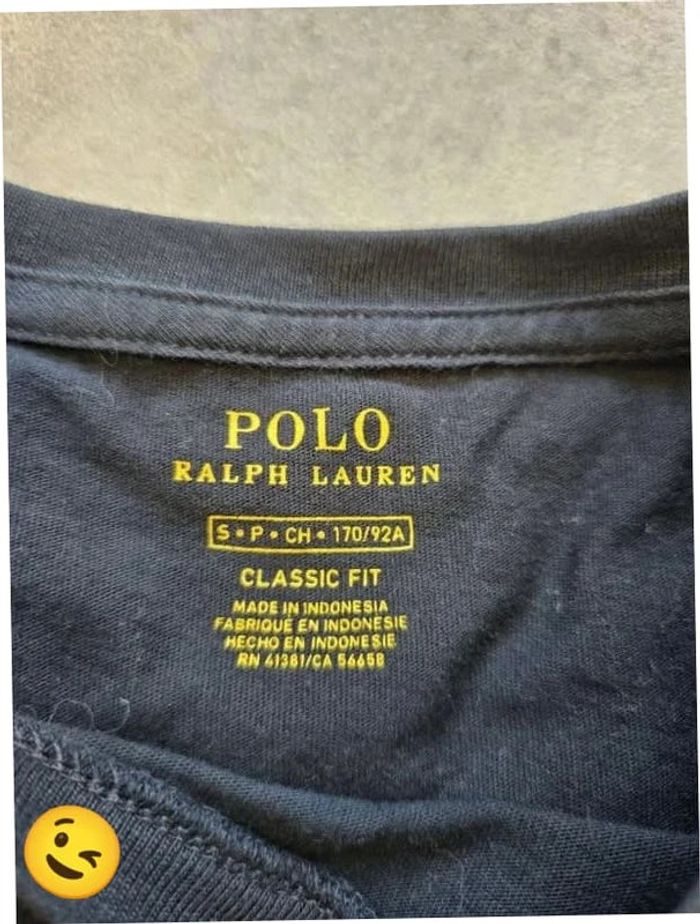 POLO
RALPH LAUREN
S • P • CH • 170/92A
CLASSIC FIT
MADE IN INDONESIA
FABRIQUÉ EN INDONESIE
HECHO EN INDONESIE
RN 41381/CA 56658